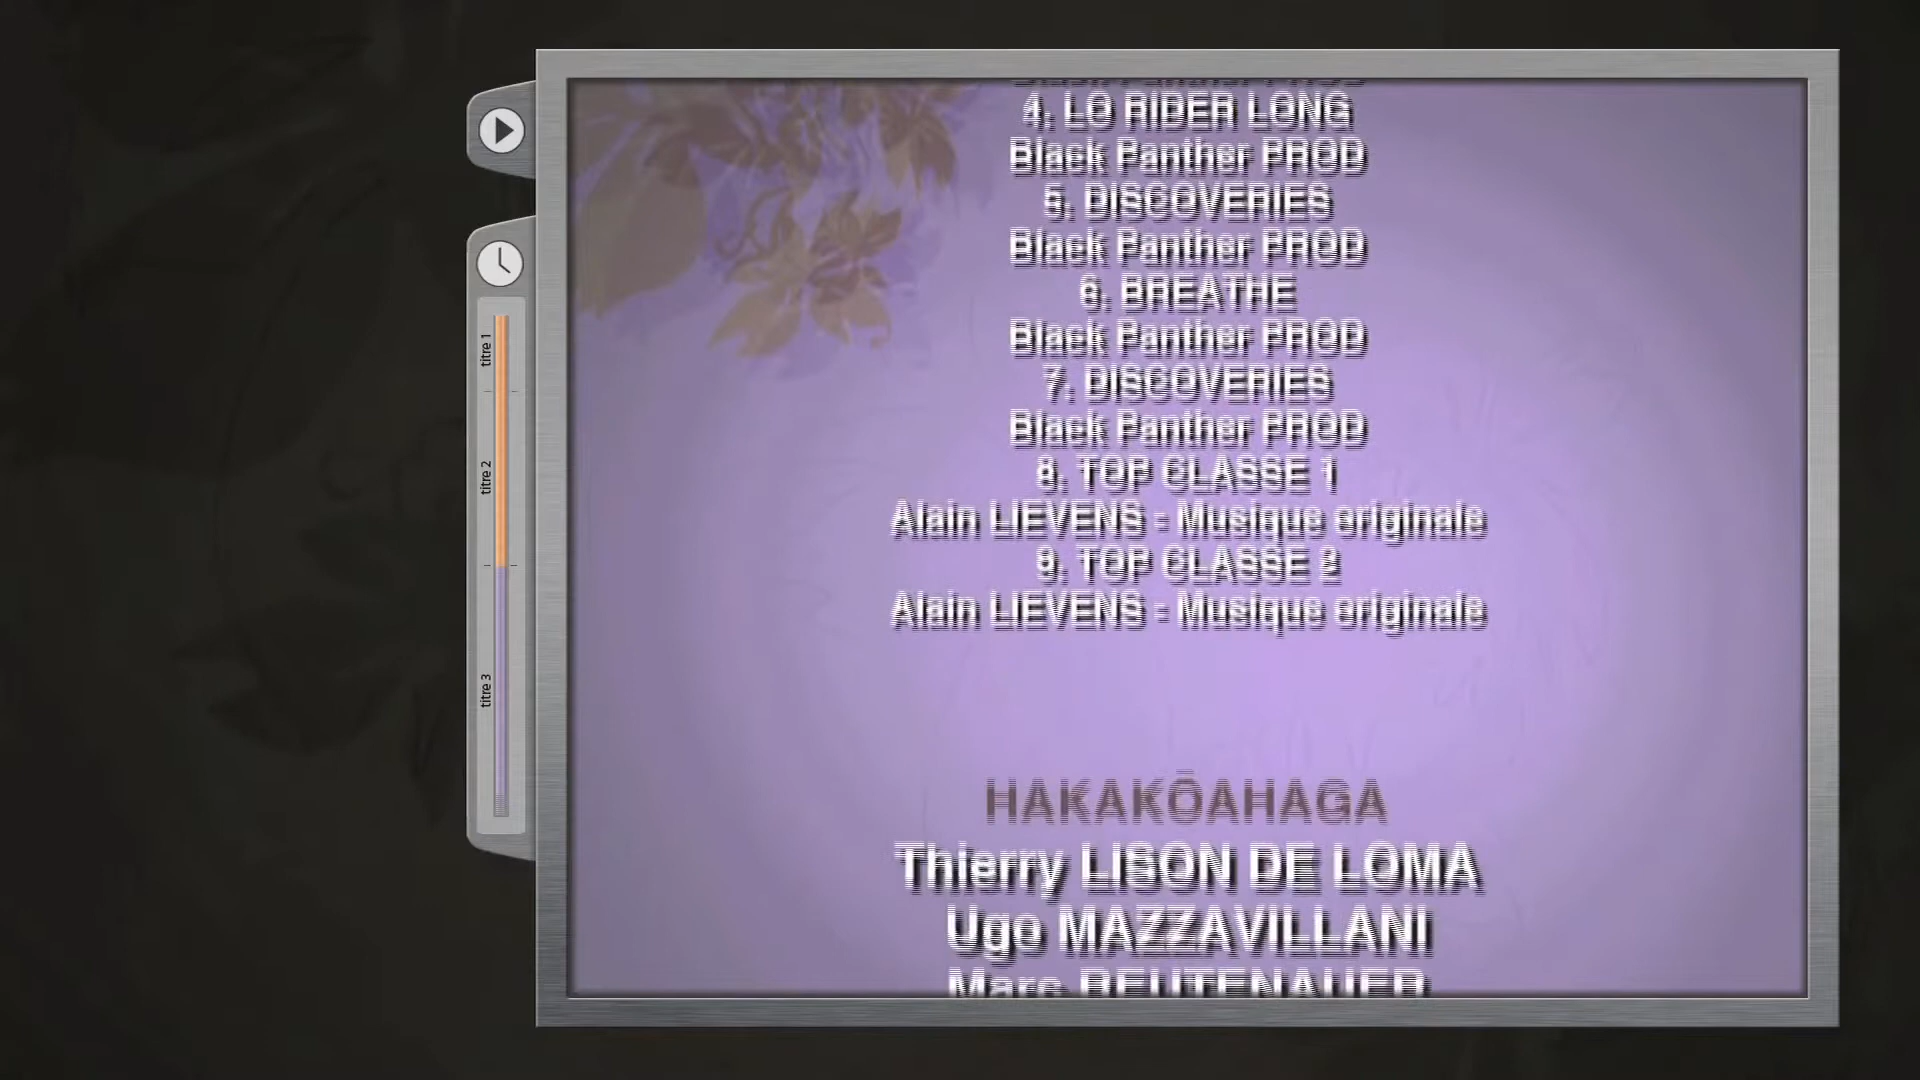 4. LO RIDER LONG
Black Panther PROD
5. DISCOVERIES
Black Panther PROD
6. BREATHE
Black Panther PROD
7. DISCOVERIES
Black Panther PROD
8. TOP CLASSE 1
Alain LIEVENS - Musique originale
9. TOP CLASSE 2
Alain LIEVENS - Musique originale
HAKAKŌAHAGA
Thierry LISON DE LOMA
Ugo MAZZAVILLANI
Marc REUTENAUER
titre 1
titre 2
titre 3